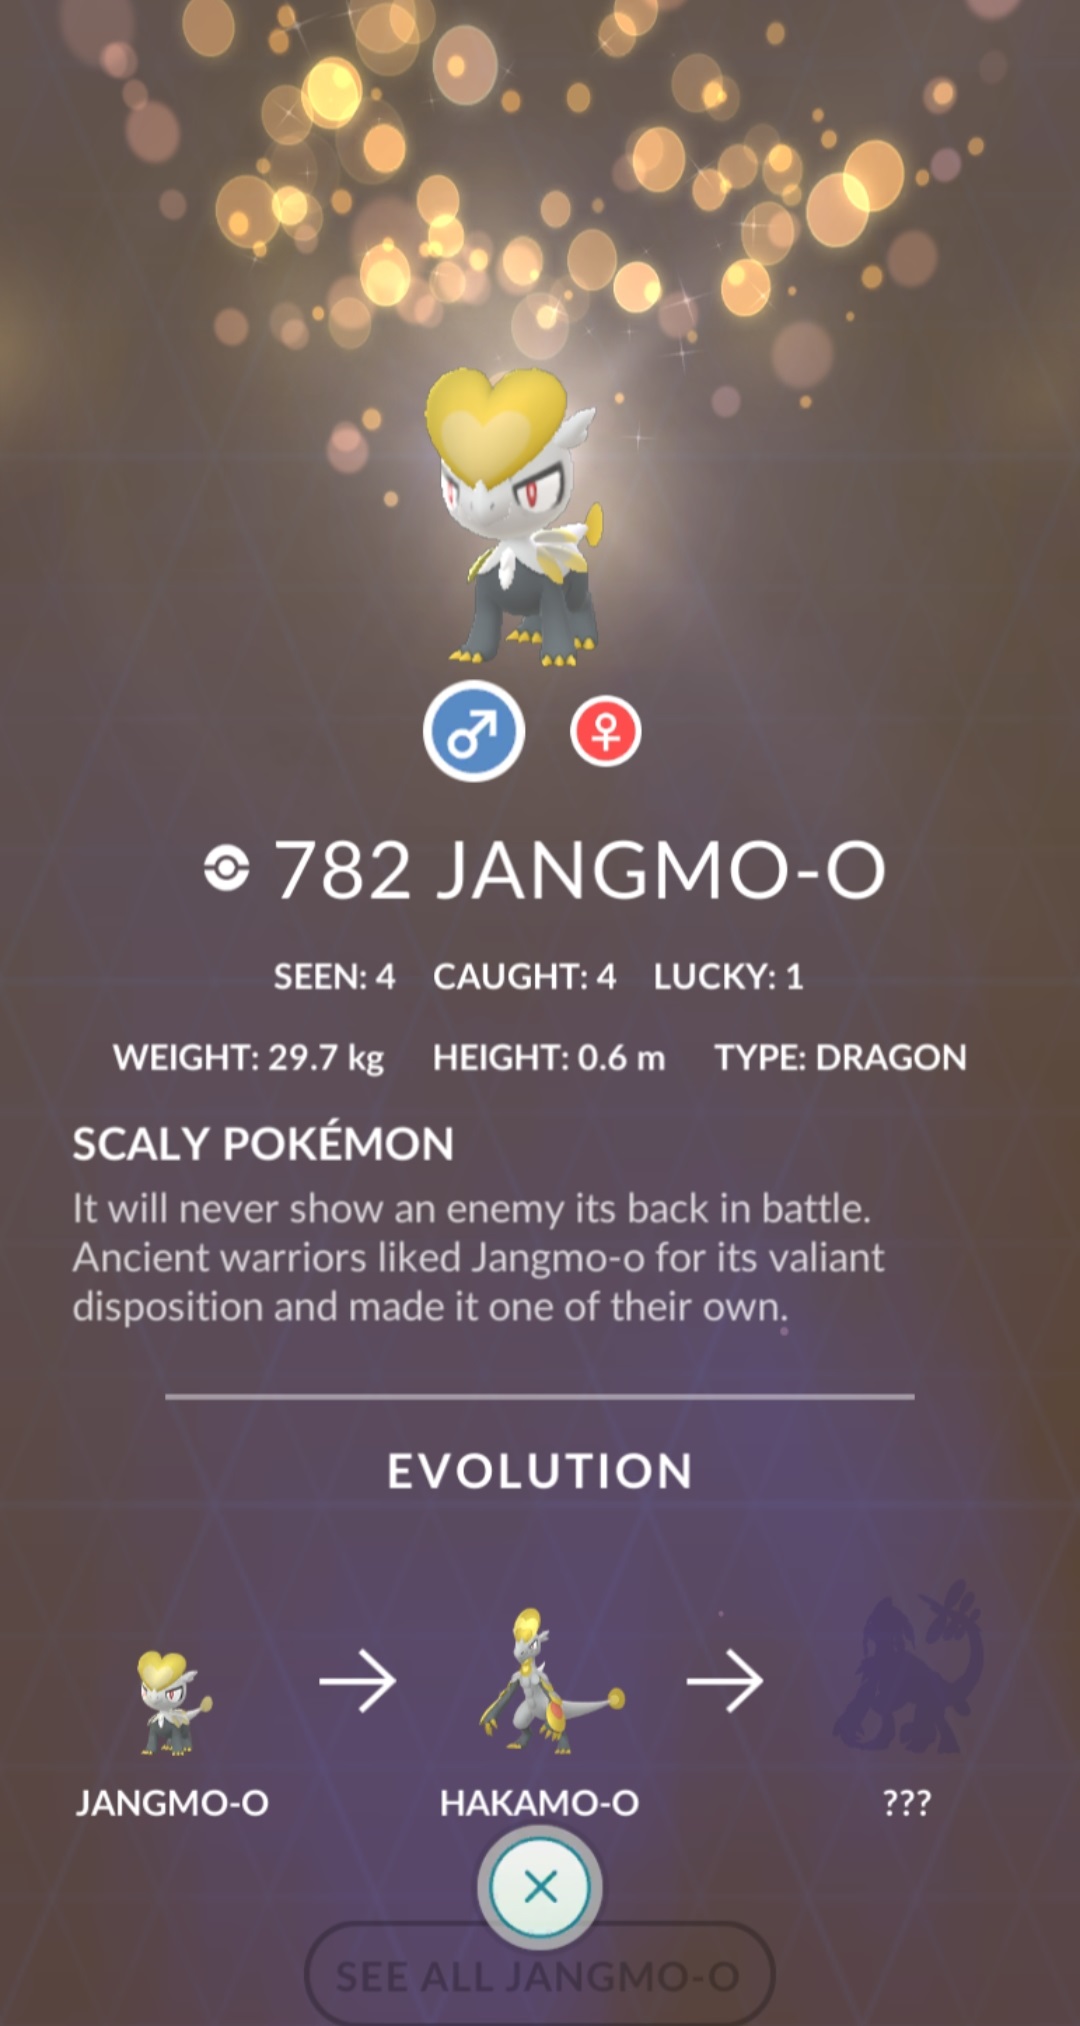 782 JANGMO-O
SEEN: 4 CAUGHT: 4 LUCKY: 1
WEIGHT: 29.7 kg HEIGHT: 0.6 m TYPE: DRAGON
SCALY POKÉMON
It will never show an enemy its back in battle.
Ancient warriors liked Jangmo-o for its valiant
disposition and made it one of their own.
EVOLUTION
JANGMO-O HAKAMO-O ???
SEE ALL JANGMO-O